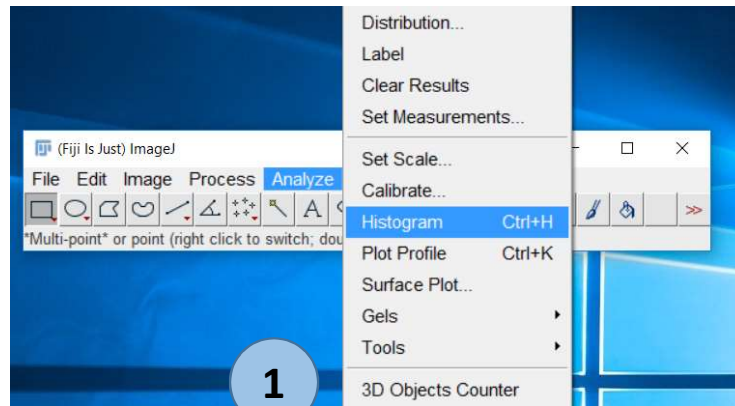 Distribution...
Label
Clear Results
Set Measurements...
(Fiji Is Just) ImageJ
File Edit Image Process Analyze
Set Scale...
Calibrate...
Histogram Ctrl+H
A
>>
*Multi-point* or point (right click to switch; dou
Plot Profile Ctrl+K
Surface Plot...
Gels
Tools
3D Objects Counter
1